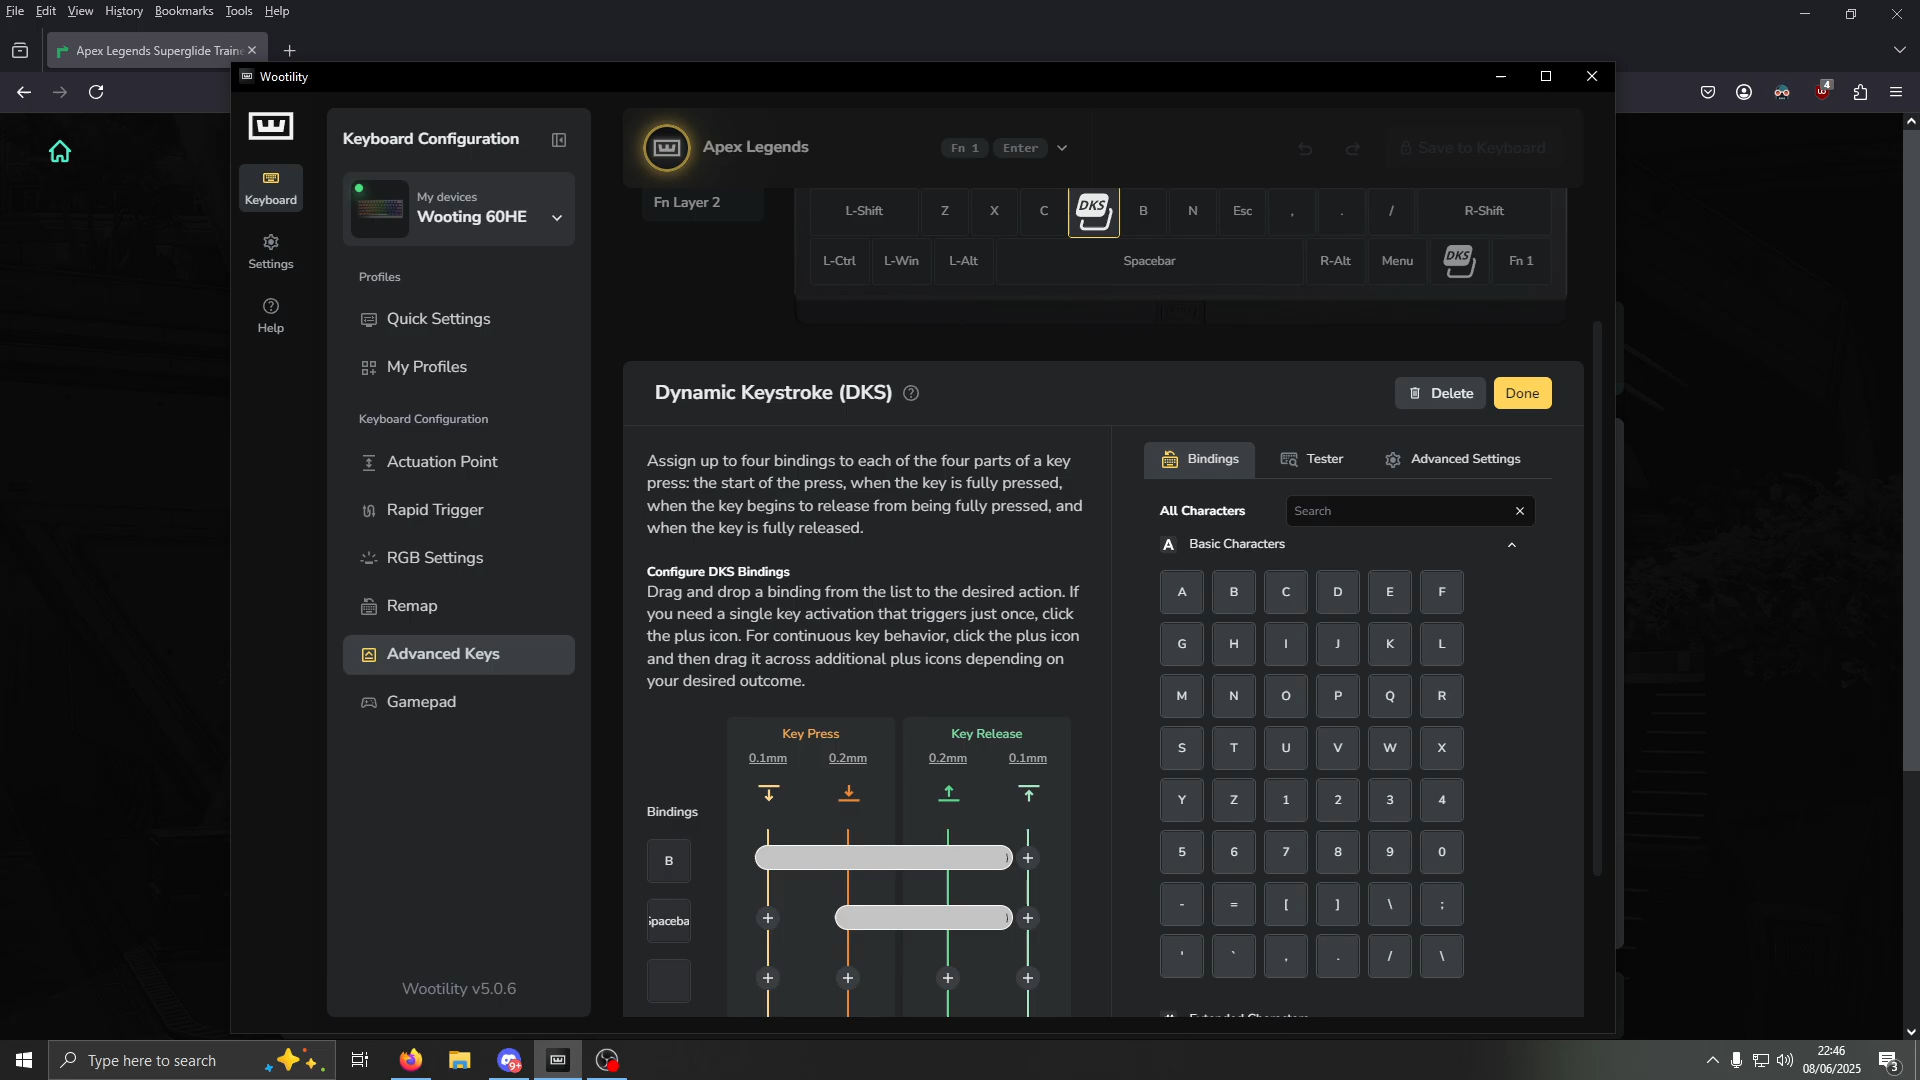 File Edit View History Bookmarks Tools Help
Apex Legends Superglide Traine
4
Wootility
Keyboard
Settings
Help
Keyboard Configuration
My devices
Wooting 60HE
Profiles
Quick Settings
My Profiles
Keyboard Configuration
Actuation Point
Rapid Trigger
RGB Settings
Remap
Advanced Keys
Gamepad
Wootility v5.0.6
Apex Legends
Fn 1 Enter
Save to Keyboard
Fn Layer 2
L-Shift Z X C DKS B N Esc , . / R-Shift
L-Ctrl L-Win L-Alt Spacebar R-Alt Menu DKS Fn 1
Dynamic Keystroke (DKS)
Delete Done
Assign up to four bindings to each of the four parts of a key
press: the start of the press, when the key is fully pressed,
when the key begins to release from being fully pressed, and
when the key is fully released.
Configure DKS Bindings
Drag and drop a binding from the list to the desired action. If
you need a single key activation that triggers just once, click
the plus icon. For continuous key behavior, click the plus icon
and then drag it across additional plus icons depending on
your desired outcome.
Key Press Key Release
0.1mm 0.2mm 0.2mm 0.1mm
Bindings
B
Spacebar
Bindings Tester Advanced Settings
All Characters Search
A Basic Characters
A B C D E F
G H I J K L
M N O P Q R
S T U V W X
Y Z 1 2 3 4
5 6 7 8 9 0
- = [ ] \ ;
' ` , . / \
# Extended Characters
Type here to search
9+
22:46
08/06/2025
3